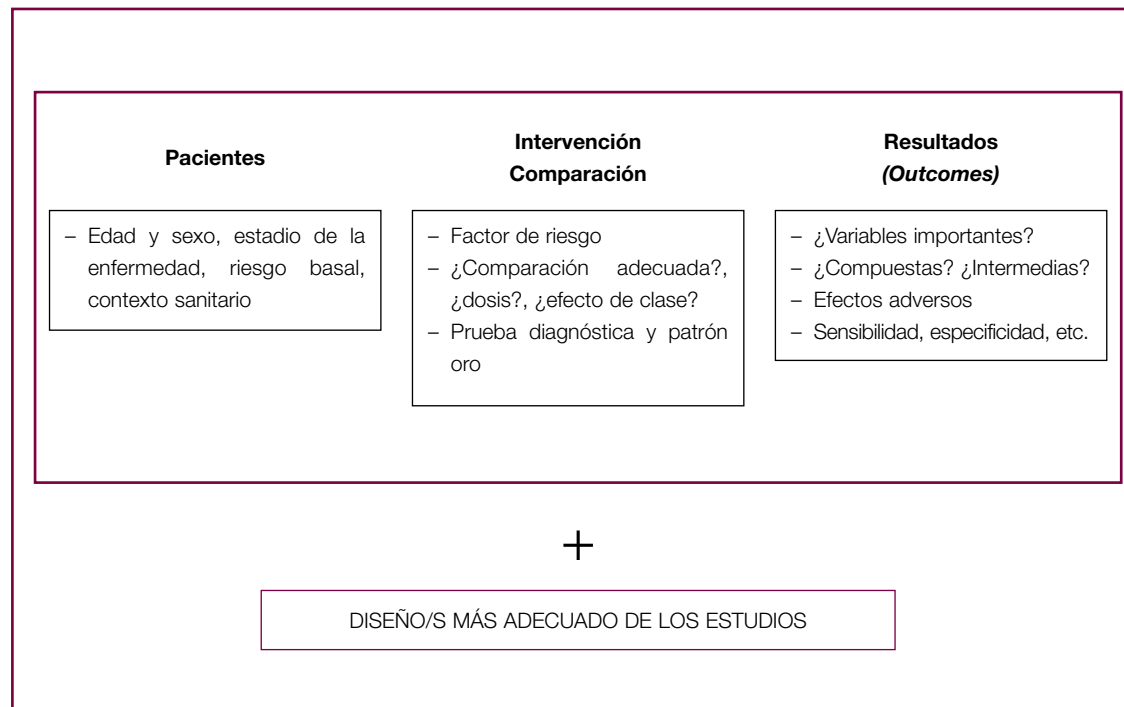 Pacientes
– Edad y sexo, estadio de la
enfermedad, riesgo basal,
contexto sanitario
Intervención
Comparación
– Factor de riesgo
– ¿Comparación adecuada?,
¿dosis?, ¿efecto de clase?
– Prueba diagnóstica y patrón
oro
Resultados
(Outcomes)
– ¿Variables importantes?
– ¿Compuestas? ¿Intermedias?
– Efectos adversos
– Sensibilidad, especificidad, etc.
+
DISEÑO/S MÁS ADECUADO DE LOS ESTUDIOS